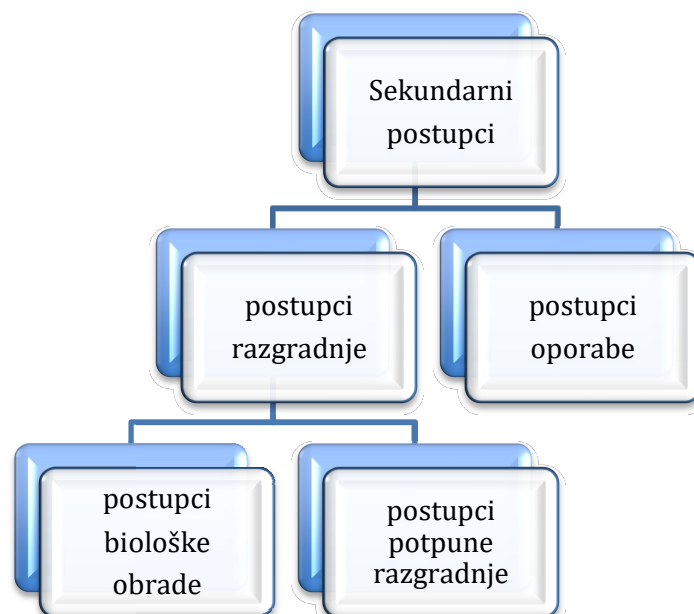 Sekundarni
postupci
postupci
razgradnje
postupci
oporabe
postupci
biološke
obrade
postupci
potpune
razgradnje